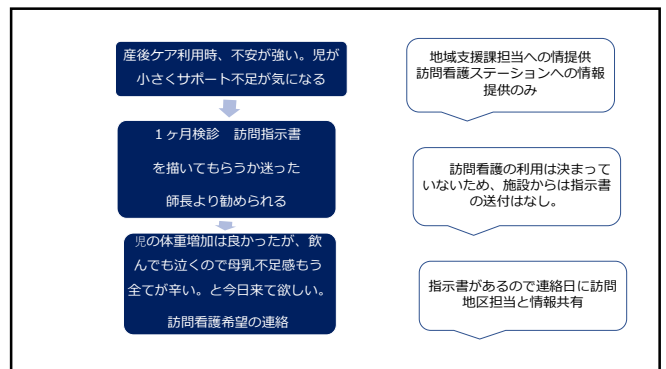 産後ケア利用時、不安が強い。児が
小さくサポート不足が気になる
地域支援課担当への情提供
訪問看護ステーションへの情報
提供のみ
１ヶ月検診　訪問指示書
を描いてもらうか迷った
師長より勧められる
訪問看護の利用は決まって
いないため、施設からは指示書
の送付はなし。
児の体重増加は良かったが、飲
んでも泣くので母乳不足感もう
全てが辛い。と今日来て欲しい。
訪問看護希望の連絡
指示書があるので連絡日に訪問
地区担当と情報共有